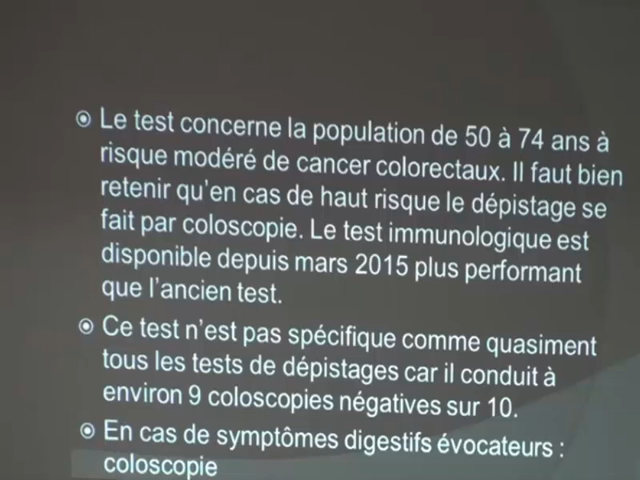 Le test concerne la population de 50 à 74 ans à
risque modéré de cancer colorectaux. Il faut bien
retenir qu'en cas de haut risque le dépistage se
fait par coloscopie. Le test immunologique est
disponible depuis mars 2015 plus performant
que l'ancien test.
Ce test n'est pas spécifique comme quasiment
tous les tests de dépistages car il conduit à
environ 9 coloscopies négatives sur 10.
En cas de symptômes digestifs évocateurs :
coloscopie